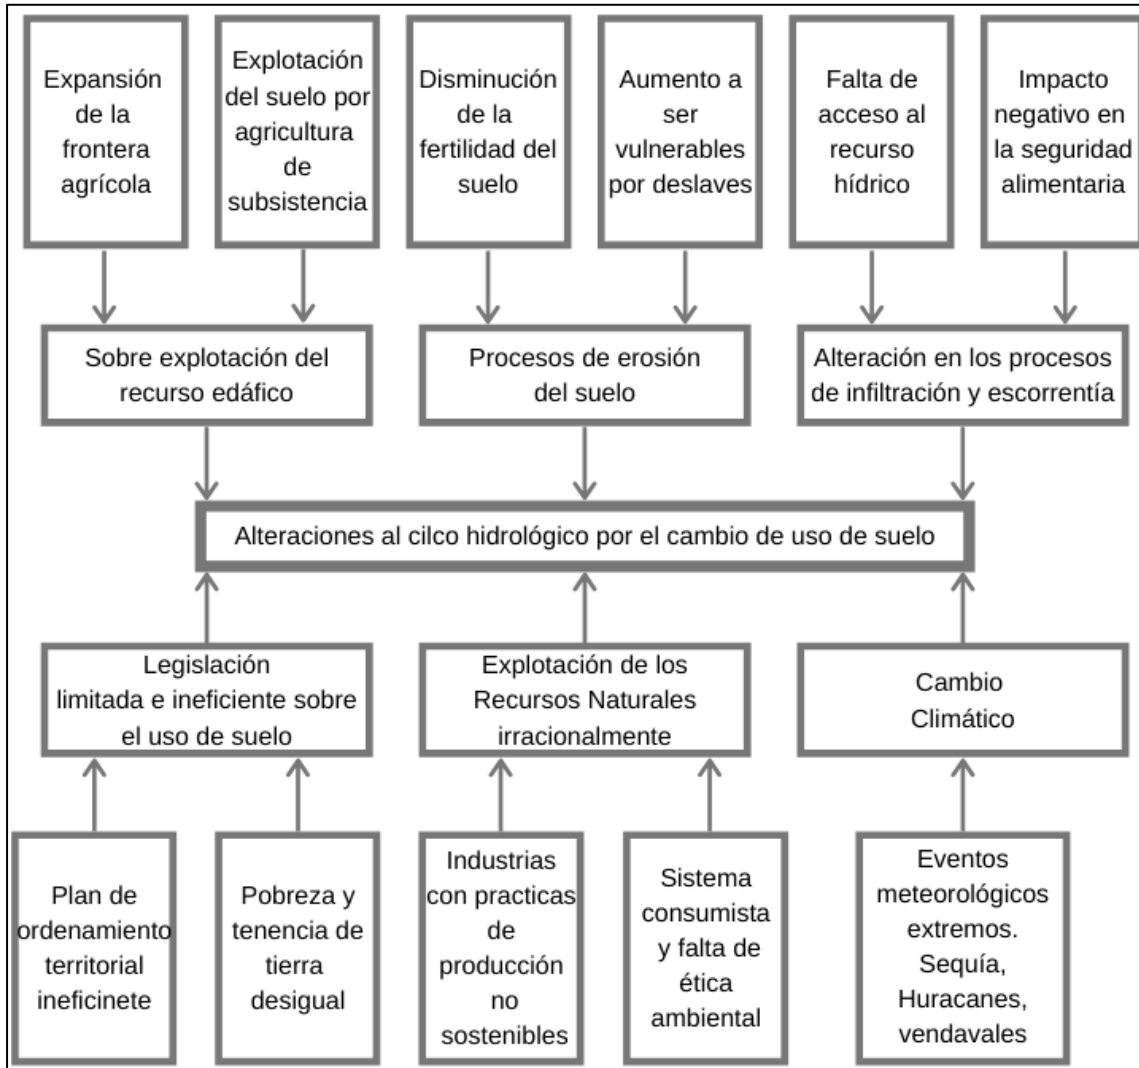 Expansión
de la
frontera
agrícola
Explotación
del suelo por
agricultura
de
subsistencia
Disminución
de la
fertilidad del
suelo
Aumento a
ser
vulnerables
por deslaves
Falta de
acceso al
recurso
hídrico
Impacto
negativo en
la seguridad
alimentaria
Sobre explotación del
recurso edáfico
Procesos de erosión
del suelo
Alteración en los procesos
de infiltración y escorrentía
Alteraciones al cilco hidrológico por el cambio de uso de suelo
Legislación
limitada e ineficiente sobre
el uso de suelo
Explotación de los
Recursos Naturales
irracionalmente
Cambio
Climático
Plan de
ordenamiento
territorial
ineficinete
Pobreza y
tenencia de
tierra
desigual
Industrias
con practicas
de
producción
no
sostenibles
Sistema
consumista
y falta de
ética
ambiental
Eventos
meteorológicos
extremos.
Sequía,
Huracanes,
vendavales